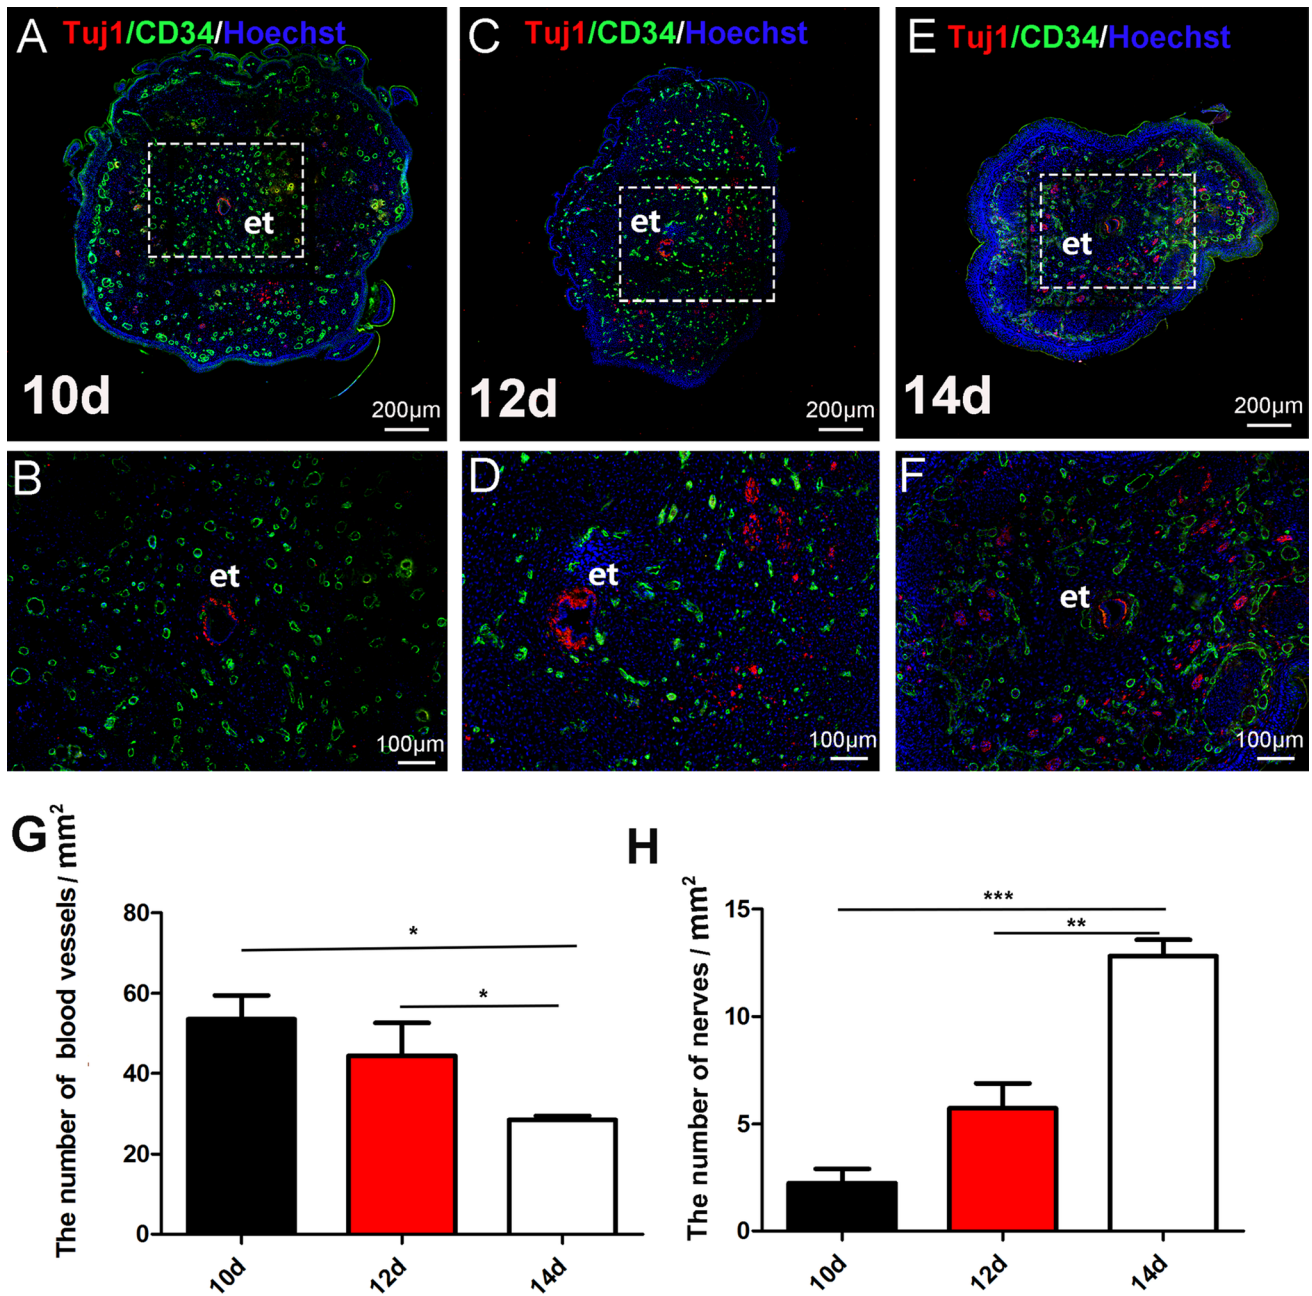 A Tuj1/CD34/Hoechst
et
10d
200μm
C Tuj1/CD34/Hoechst
et
12d
200μm
E Tuj1/CD34/Hoechst
et
14d
200μm
B
et
100μm
D
et
100μm
F
et
100μm
G
The number of blood vessels / mm²
80
60
40
20
0
*
*
10d
12d
14d
H
The number of nerves / mm²
15
10
5
0
***
**
10d
12d
14d